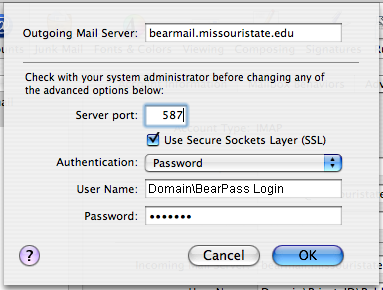 Outgoing Mail Server: bearmail.missouristate.edu
Check with your system administrator before changing any of
the advanced options below:
Server port: 587
Use Secure Sockets Layer (SSL)
Authentication: Password
User Name: Domain\BearPass Login
Password: •••••••
? Cancel OK